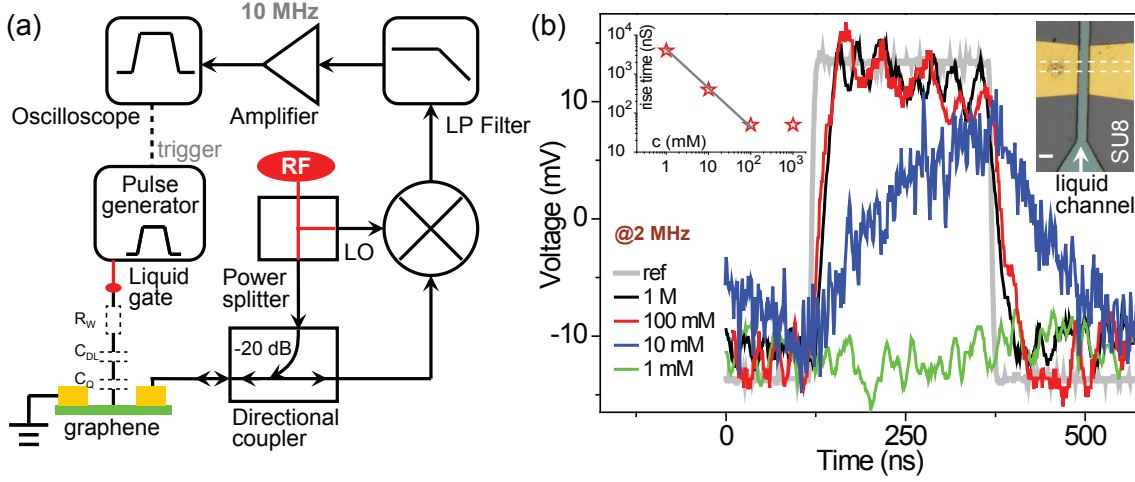 (a)
10 MHz
Oscilloscope
Amplifier
LP Filter
trigger
Pulse
generator
RF
LO
Liquid
gate
Power
splitter
R_W
C_DL
C_Q
-20 dB
graphene
Directional
coupler
(b)
Voltage (mV)
10
0
-10
rise time (nS)
10^4
10^3
10^2
10
c (mM)
1
10
10^2
10^3
SU8
liquid
channel
@2 MHz
ref
1 M
100 mM
10 mM
1 mM
0
250
500
Time (ns)